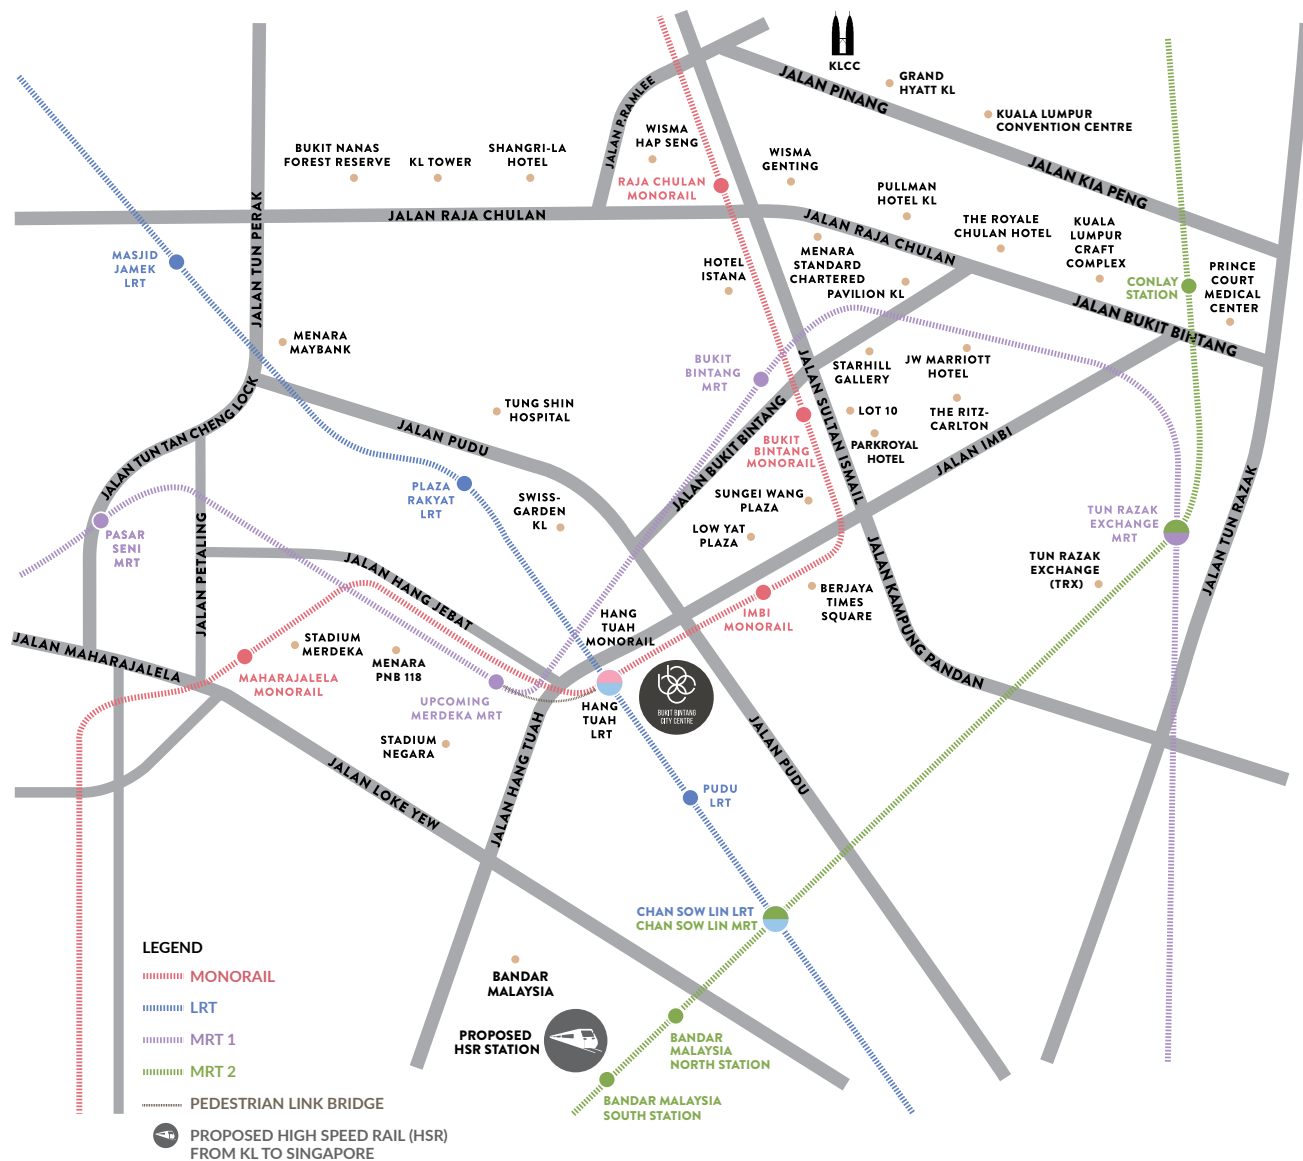 KLCC
GRAND
HYATT KL
JALAN PINANG
KUALA LUMPUR
CONVENTION CENTRE
JALAN P.RAMLEE
WISMA
HAP SENG
BUKIT NANAS
FOREST RESERVE
KL TOWER
SHANGRI-LA
HOTEL
WISMA
GENTING
JALAN KIA PENG
RAJA CHULAN
MONORAIL
PULLMAN
HOTEL KL
JALAN RAJA CHULAN
JALAN RAJA CHULAN
THE ROYALE
CHULAN HOTEL
KUALA
LUMPUR
CRAFT
COMPLEX
JALAN TUN PERAK
MASJID
JAMEK
LRT
HOTEL
ISTANA
MENARA
STANDARD
CHARTERED
PAVILION KL
CONLAY
STATION
PRINCE
COURT
MEDICAL
CENTER
JALAN BUKIT BINTANG
MENARA
MAYBANK
BUKIT
BINTANG
MRT
JALAN SULTAN ISMAIL
STARHILL
GALLERY
JW MARRIOTT
HOTEL
JALAN TUN TAN CHENG LOCK
TUNG SHIN
HOSPITAL
JALAN PUDU
LOT 10
THE RITZ-
CARLTON
JALAN BUKIT BINTANG
BUKIT
BINTANG
MONORAIL
PARKROYAL
HOTEL
JALAN IMBI
PLAZA
RAKYAT
LRT
SWISS-
GARDEN
KL
SUNGEI WANG
PLAZA
LOW YAT
PLAZA
TUN RAZAK
EXCHANGE
MRT
JALAN TUN RAZAK
PASAR
SENI
MRT
JALAN PETALING
JALAN HANG JEBAT
TUN RAZAK
EXCHANGE
(TRX)
JALAN KAMPUNG PANDAN
BERJAYA
TIMES
SQUARE
IMBI
MONORAIL
HANG
TUAH
MONORAIL
JALAN MAHARAJALELA
STADIUM
MERDEKA
MENARA
PNB 118
MAHARAJALELA
MONORAIL
UPCOMING
MERDEKA MRT
HANG
TUAH
LRT
BUKIT BINTANG
CITY CENTRE
STADIUM
NEGARA
JALAN HANG TUAH
JALAN PUDU
JALAN LOKE YEW
PUDU
LRT
CHAN SOW LIN LRT
CHAN SOW LIN MRT
BANDAR
MALAYSIA
PROPOSED
HSR STATION
BANDAR
MALAYSIA
NORTH STATION
BANDAR MALAYSIA
SOUTH STATION
LEGEND
MONORAIL
LRT
MRT 1
MRT 2
PEDESTRIAN LINK BRIDGE
PROPOSED HIGH SPEED RAIL (HSR)
FROM KL TO SINGAPORE